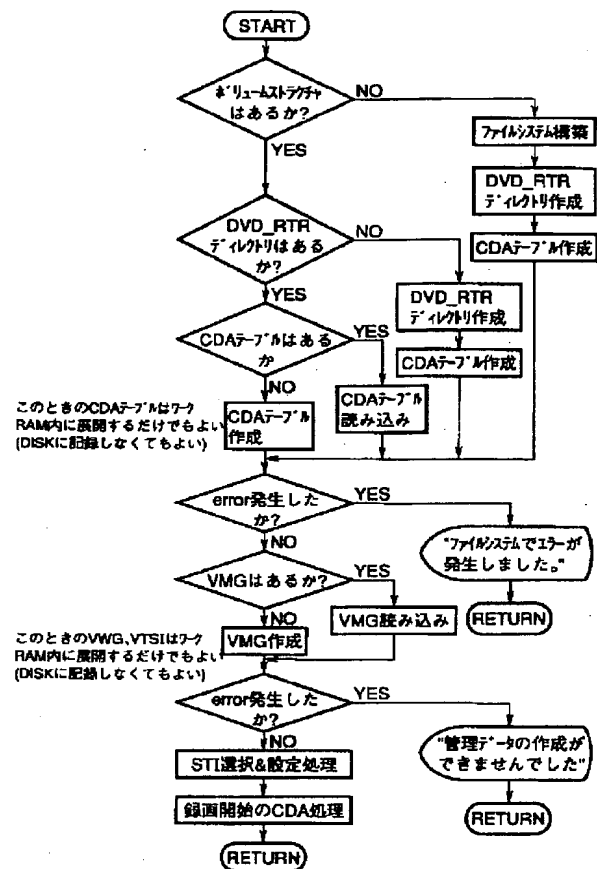 START
ボリュームストラクチャ
はあるか?
NO
YES
ファイルシステム構築
DVD_RTR
ディレクトリ作成
CDAテーブル作成
DVD_RTR
ディレクトリはある
か?
NO
YES
DVD_RTR
ディレクトリ作成
CDAテーブル作成
CDAテーブルはある
か
YES
NO
CDAテーブル
読み込み
このときのCDAテーブルはワーク
RAM内に展開するだけでもよい
(DISKに記録しなくてもよい)
CDAテーブル
作成
error発生した
か?
YES
NO
"ファイルシステムでエラーが
発生しました。"
RETURN
VMGはあるか?
YES
NO
VMG読み込み
このときのVWG,VTSIはワーク
RAM内に展開するだけでもよい
(DISKに記録しなくてもよい)
VMG作成
error発生した
か?
YES
NO
"管理データの作成が
できませんでした"
RETURN
STI選択&設定処理
録画開始のCDA処理
RETURN